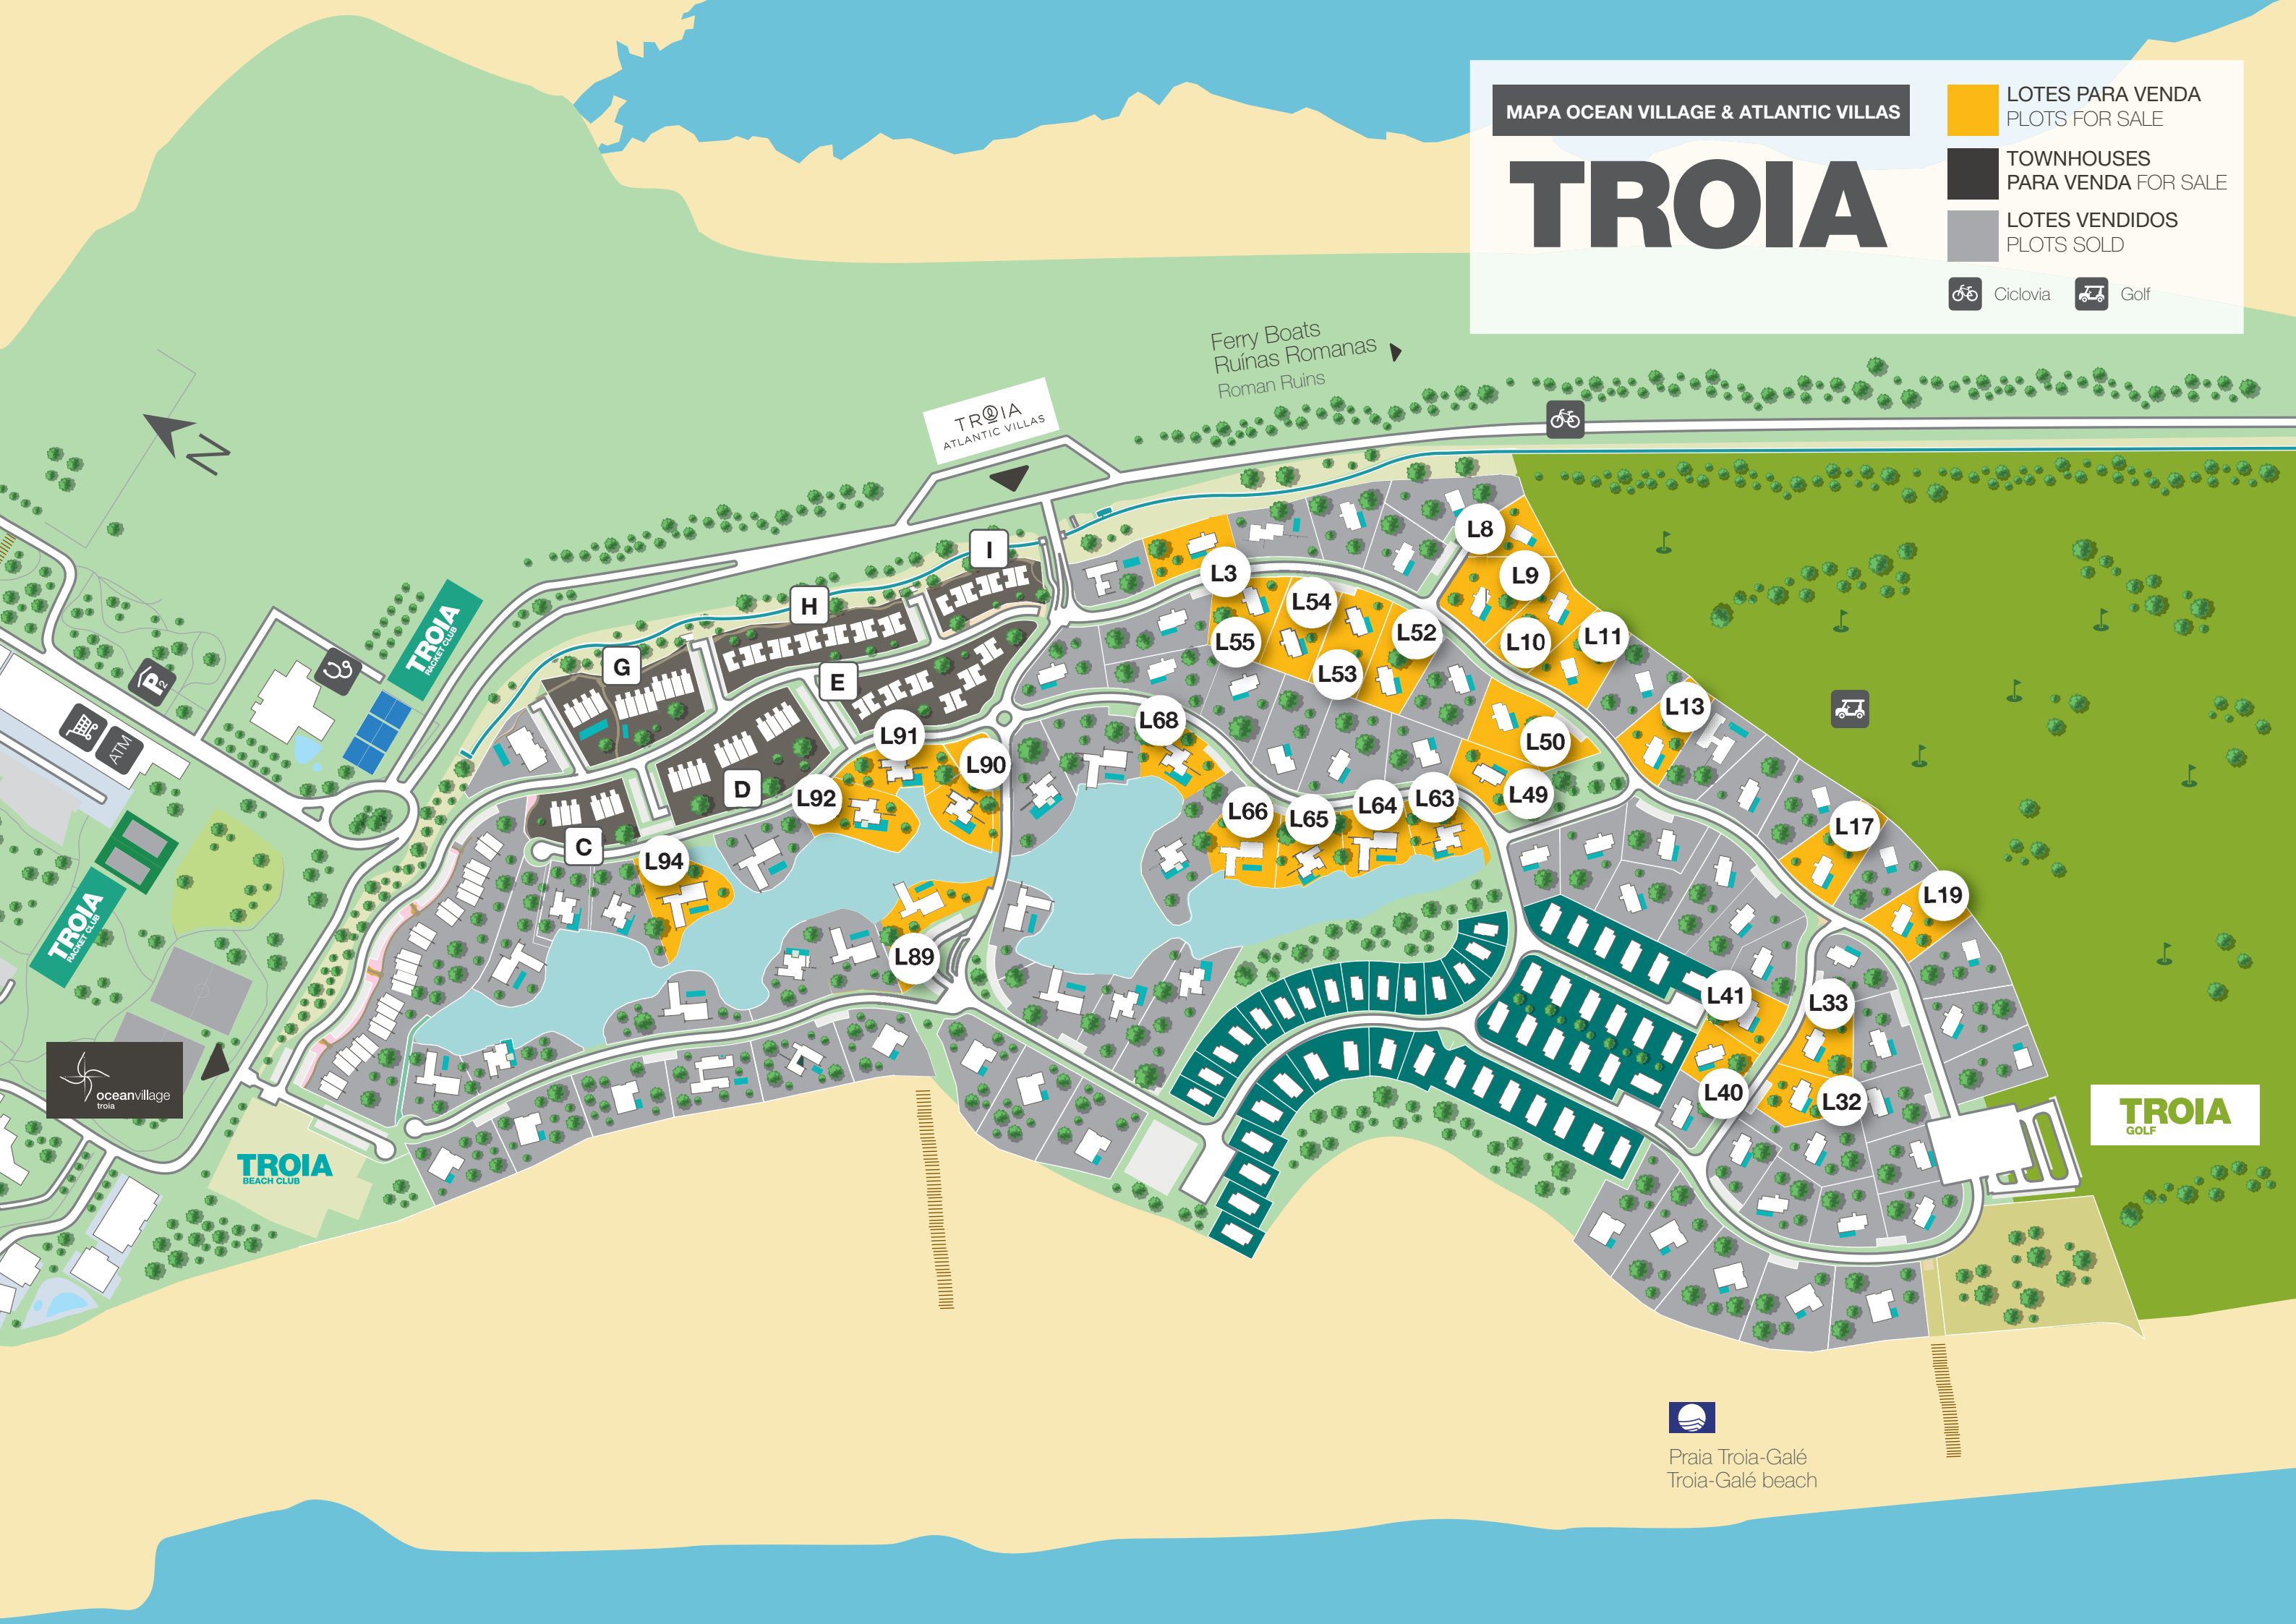 MAPA OCEAN VILLAGE & ATLANTIC VILLAS
TROIA
LOTES PARA VENDA
PLOTS FOR SALE
TOWNHOUSES
PARA VENDA FOR SALE
LOTES VENDIDOS
PLOTS SOLD
Ciclovia
Golf
Ferry Boats
Ruínas Romanas
Roman Ruins
TROIA
ATLANTIC VILLAS
N
TROIA
RACKET CLUB
P2
ATM
TROIA
RACKET CLUB
I
H
G
E
D
C
L3
L8
L9
L54
L55
L52
L10
L11
L53
L13
L68
L91
L50
L90
L92
L49
L66
L65
L64
L63
L17
L94
L19
L89
L41
L33
L40
L32
oceanvillage
troia
TROIA
BEACH CLUB
TROIA
GOLF
Praia Troia-Galé
Troia-Galé beach